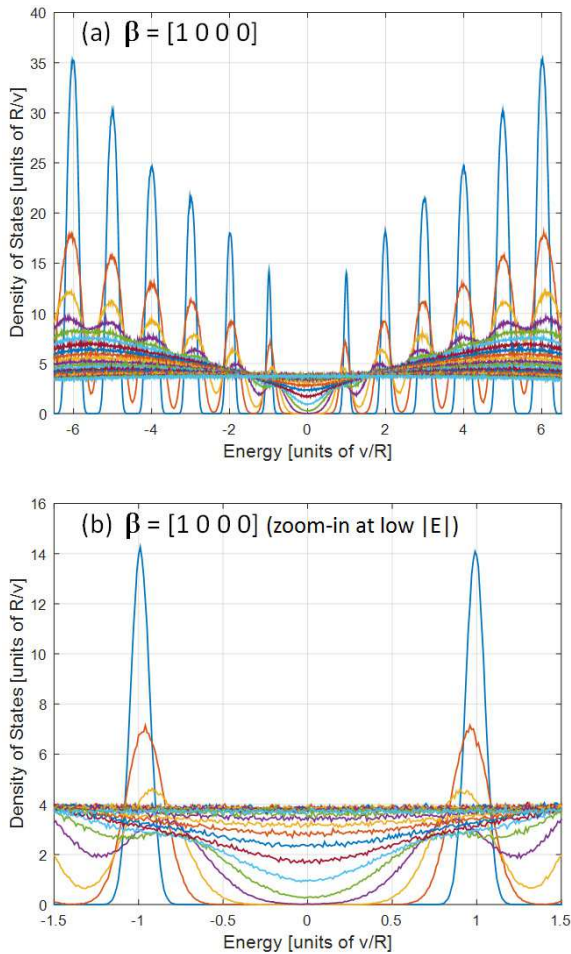 (a) β = [1 0 0 0]
Density of States [units of R/v]
40
35
30
25
20
15
10
5
0
-6 -4 -2 0 2 4 6
Energy [units of v/R]
(b) β = [1 0 0 0] (zoom-in at low |E|)
Density of States [units of R/v]
16
14
12
10
8
6
4
2
0
-1.5 -1 -0.5 0 0.5 1 1.5
Energy [units of v/R]